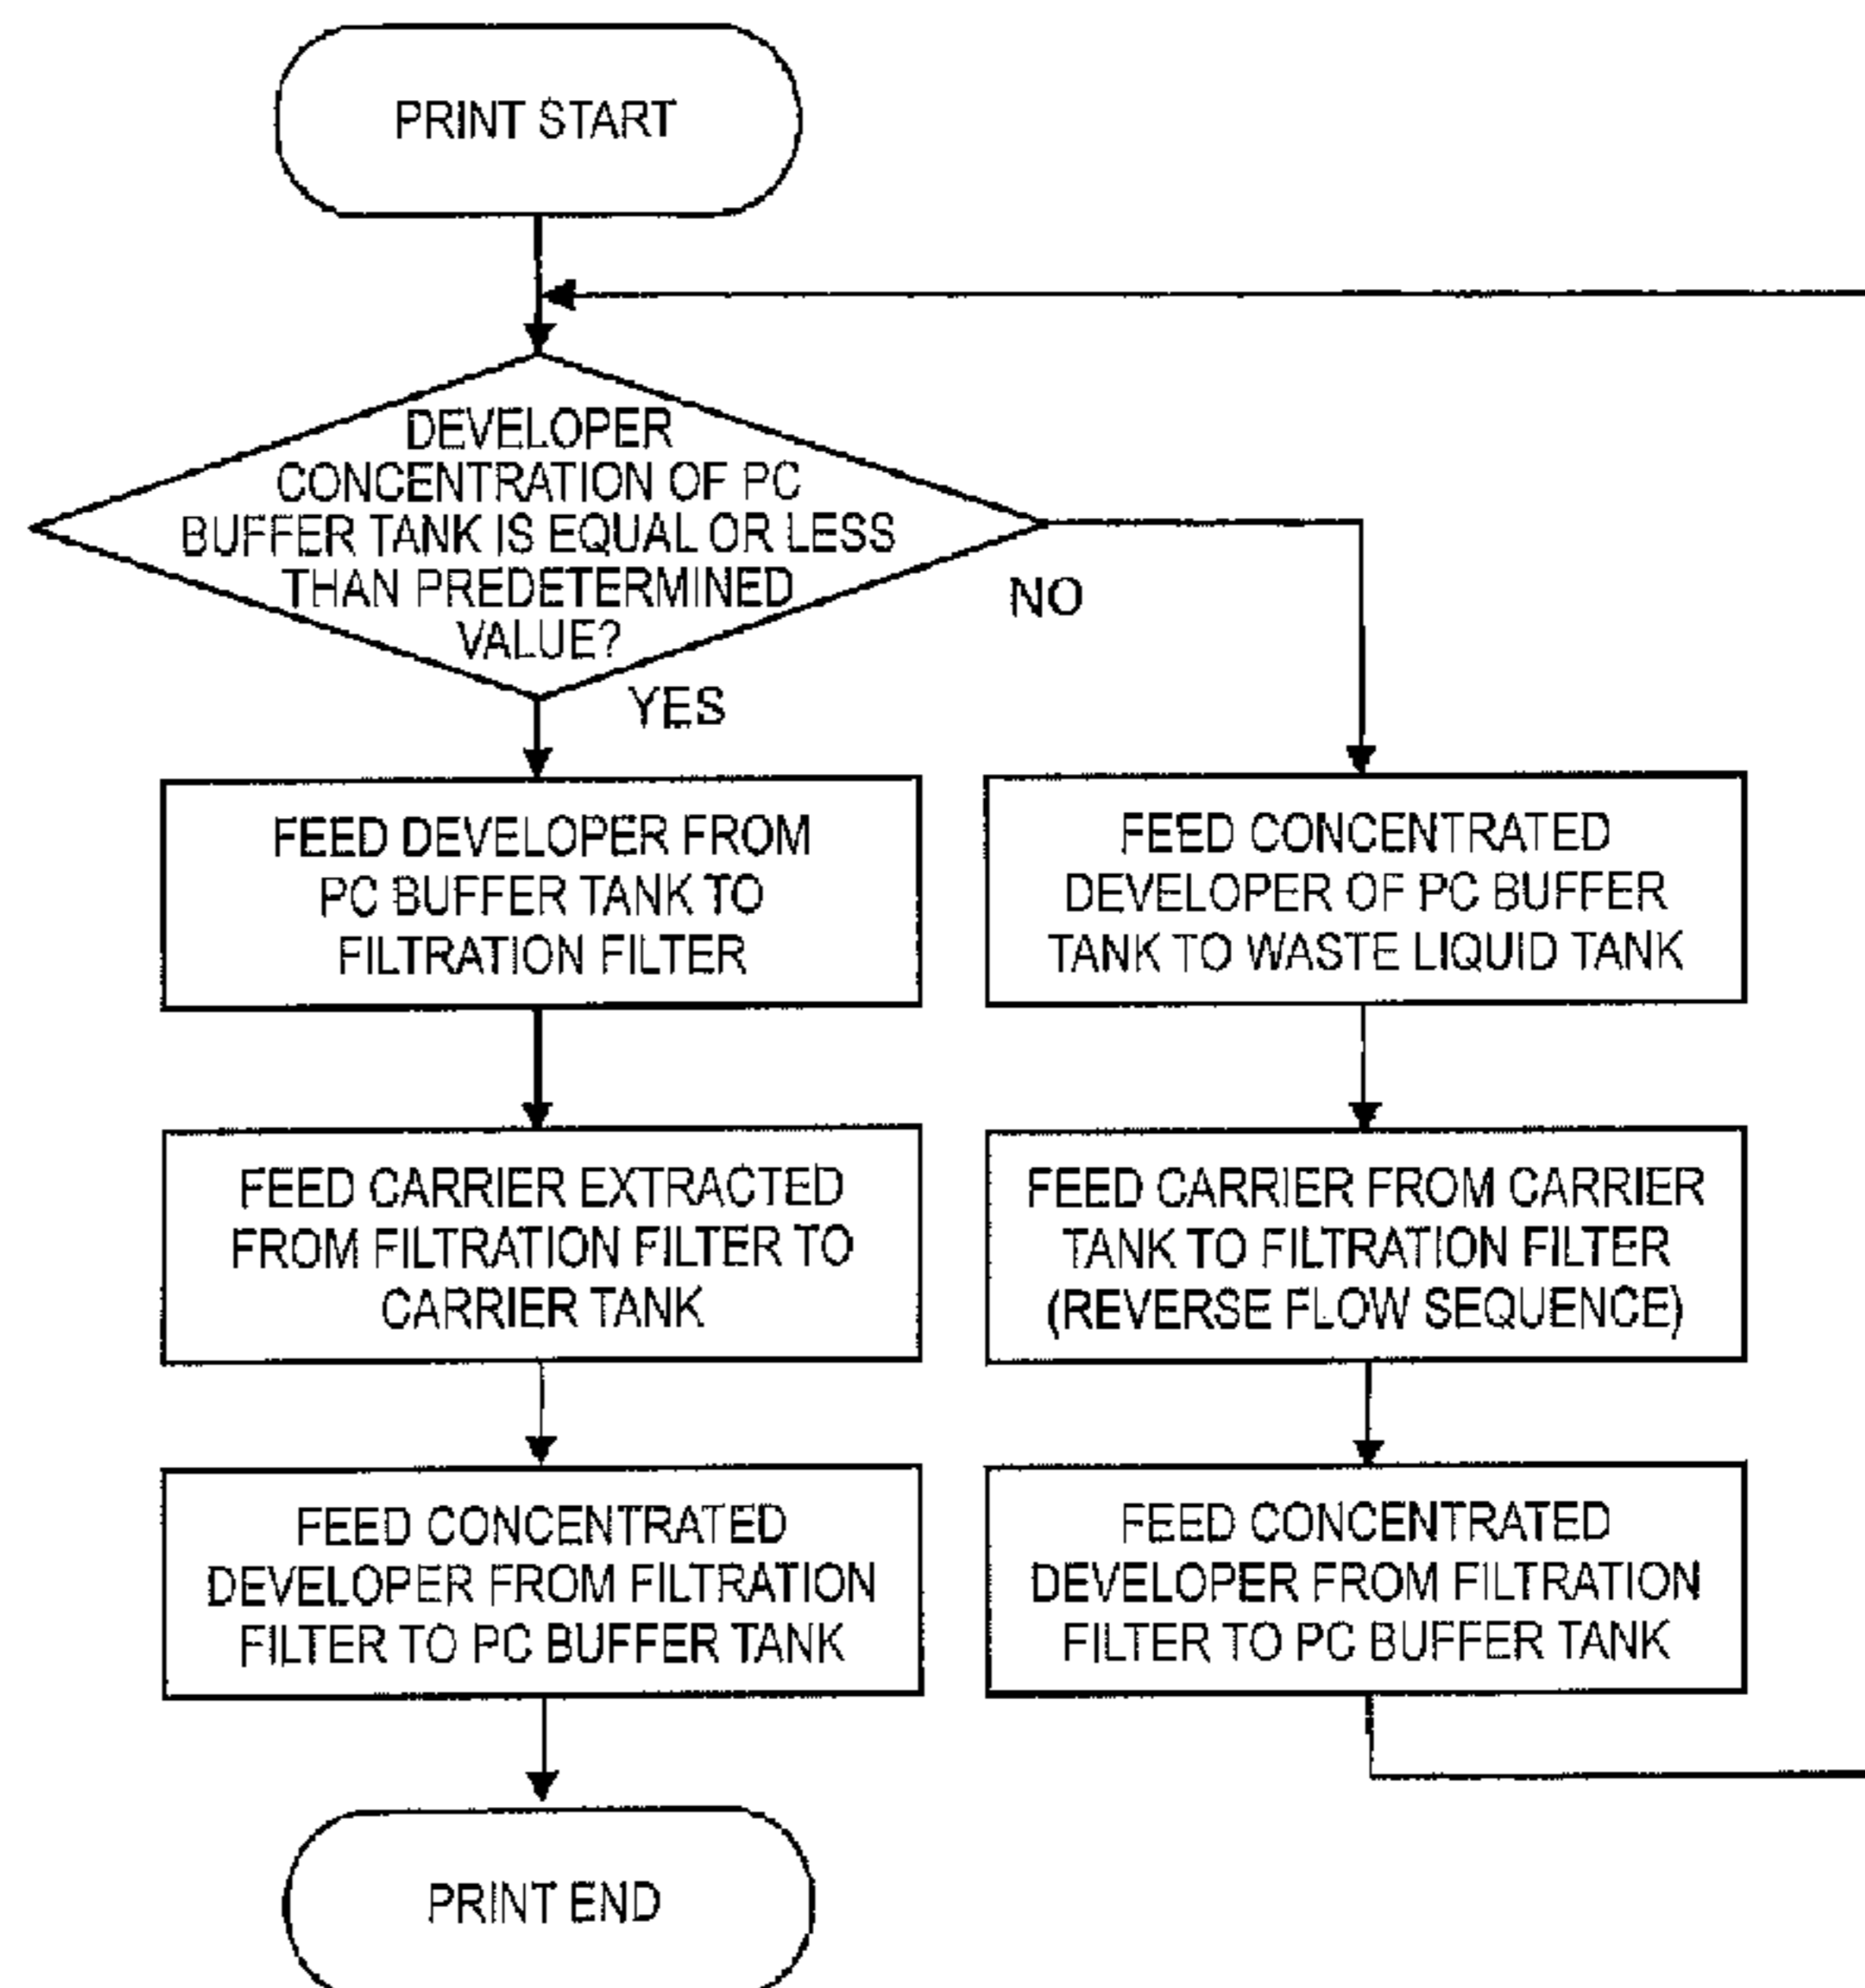 PRINT START
DEVELOPER
CONCENTRATION OF PC
BUFFER TANK IS EQUAL OR LESS
THAN PREDETERMINED
VALUE?
NO
YES
FEED DEVELOPER FROM
PC BUFFER TANK TO
FILTRATION FILTER
FEED CONCENTRATED
DEVELOPER OF PC BUFFER
TANK TO WASTE LIQUID TANK
FEED CARRIER EXTRACTED
FROM FILTRATION FILTER TO
CARRIER TANK
FEED CARRIER FROM CARRIER
TANK TO FILTRATION FILTER
(REVERSE FLOW SEQUENCE)
FEED CONCENTRATED
DEVELOPER FROM FILTRATION
FILTER TO PC BUFFER TANK
FEED CONCENTRATED
DEVELOPER FROM FILTRATION
FILTER TO PC BUFFER TANK
PRINT END